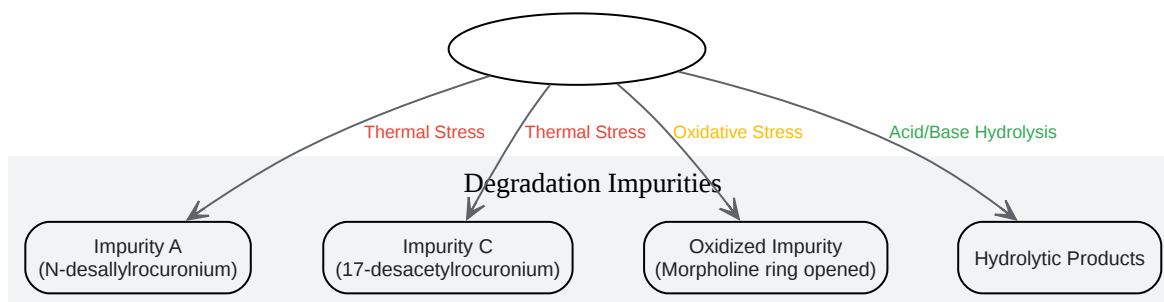 Thermal Stress
Thermal Stress
Oxidative Stress
Acid/Base Hydrolysis
Degradation Impurities
Impurity A
(N-desallylrocuronium)
Impurity C
(17-desacetylrocuronium)
Oxidized Impurity
(Morpholine ring opened)
Hydrolytic Products